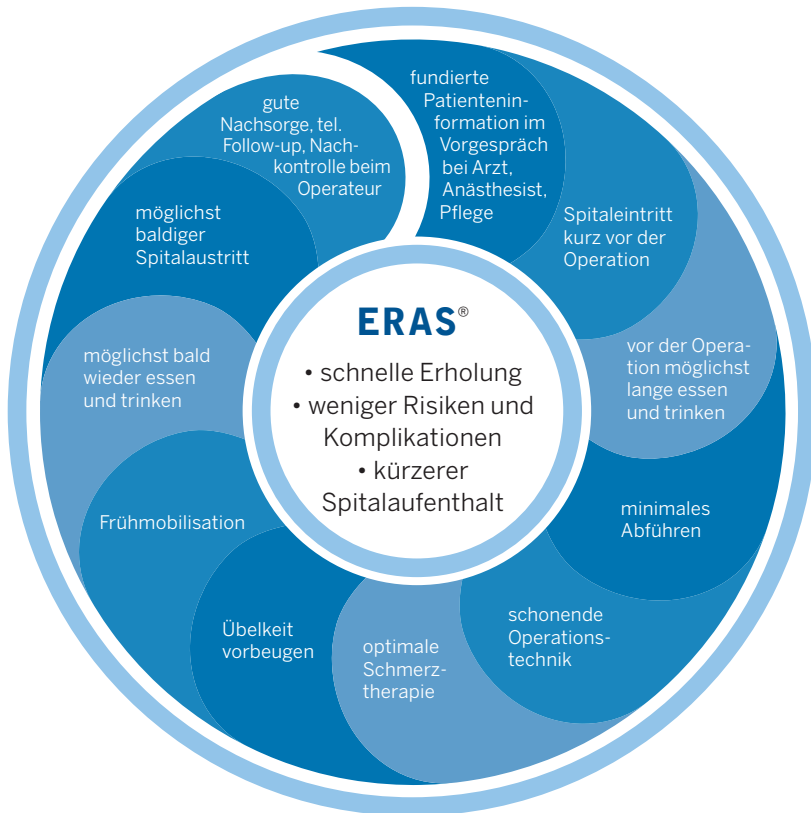 fundierte
Patientenin-
formation im
Vorgespräch
bei Arzt,
Anästhesist,
Pflege
Spitaleintritt
kurz vor der
Operation
vor der Opera-
tion möglichst
lange essen
und trinken
minimales
Abführen
schonende
Operations-
technik
optimale
Schmerz-
therapie
Übelkeit
vorbeugen
Frühmobilisation
möglichst bald
wieder essen
und trinken
möglichst
baldiger
Spitalaustritt
gute
Nachsorge, tel.
Follow-up, Nach-
kontrolle beim
Operateur
ERAS®
• schnelle Erholung
• weniger Risiken und
Komplikationen
• kürzerer
Spitalaufenthalt